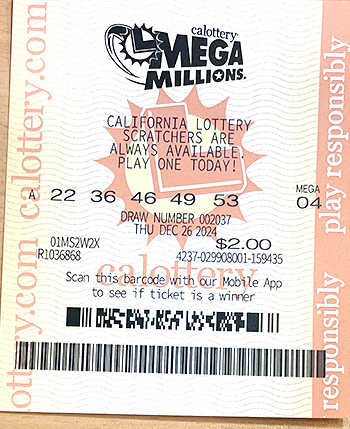 calottery
MEGA
MILLIONS.
CALIFORNIA LOTTERY
SCRATCHERS ARE
ALWAYS AVAILABLE.
PLAY ONE TODAY!
A 22 36 46 49 53 MEGA 04
DRAW NUMBER 002037
THU DEC 26 2024
01MS2W2X $2.00
R1036868 4237-029908001-159435
calottery
Scan this barcode with our Mobile App
to see if ticket is a winner
ottery.com calottery.com
responsibly play responsibly